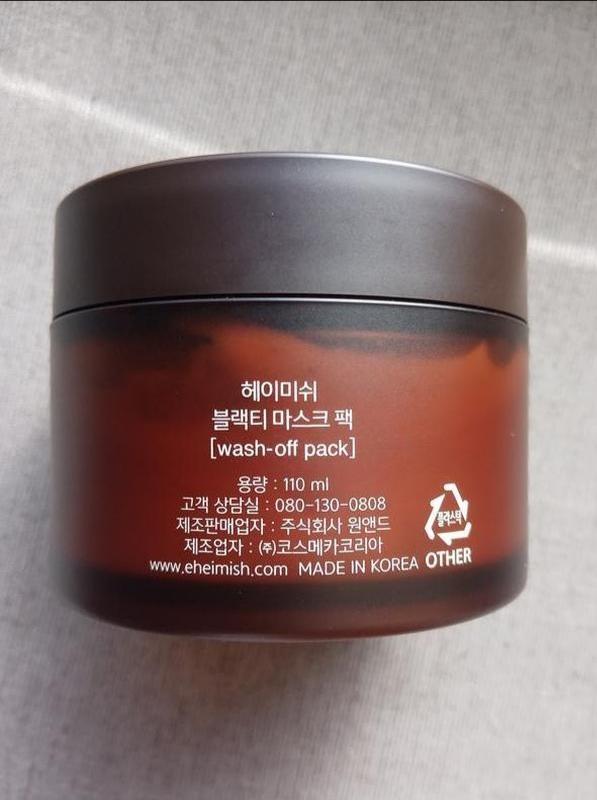 헤이미쉬
블랙티 마스크 팩
[wash-off pack]
용량 : 110 ml
고객 상담실 : 080-130-0808
제조판매업자 : 주식회사 원앤드
제조업자 : ㈜코스메카코리아
www.eheimish.com MADE IN KOREA
플라스틱
OTHER